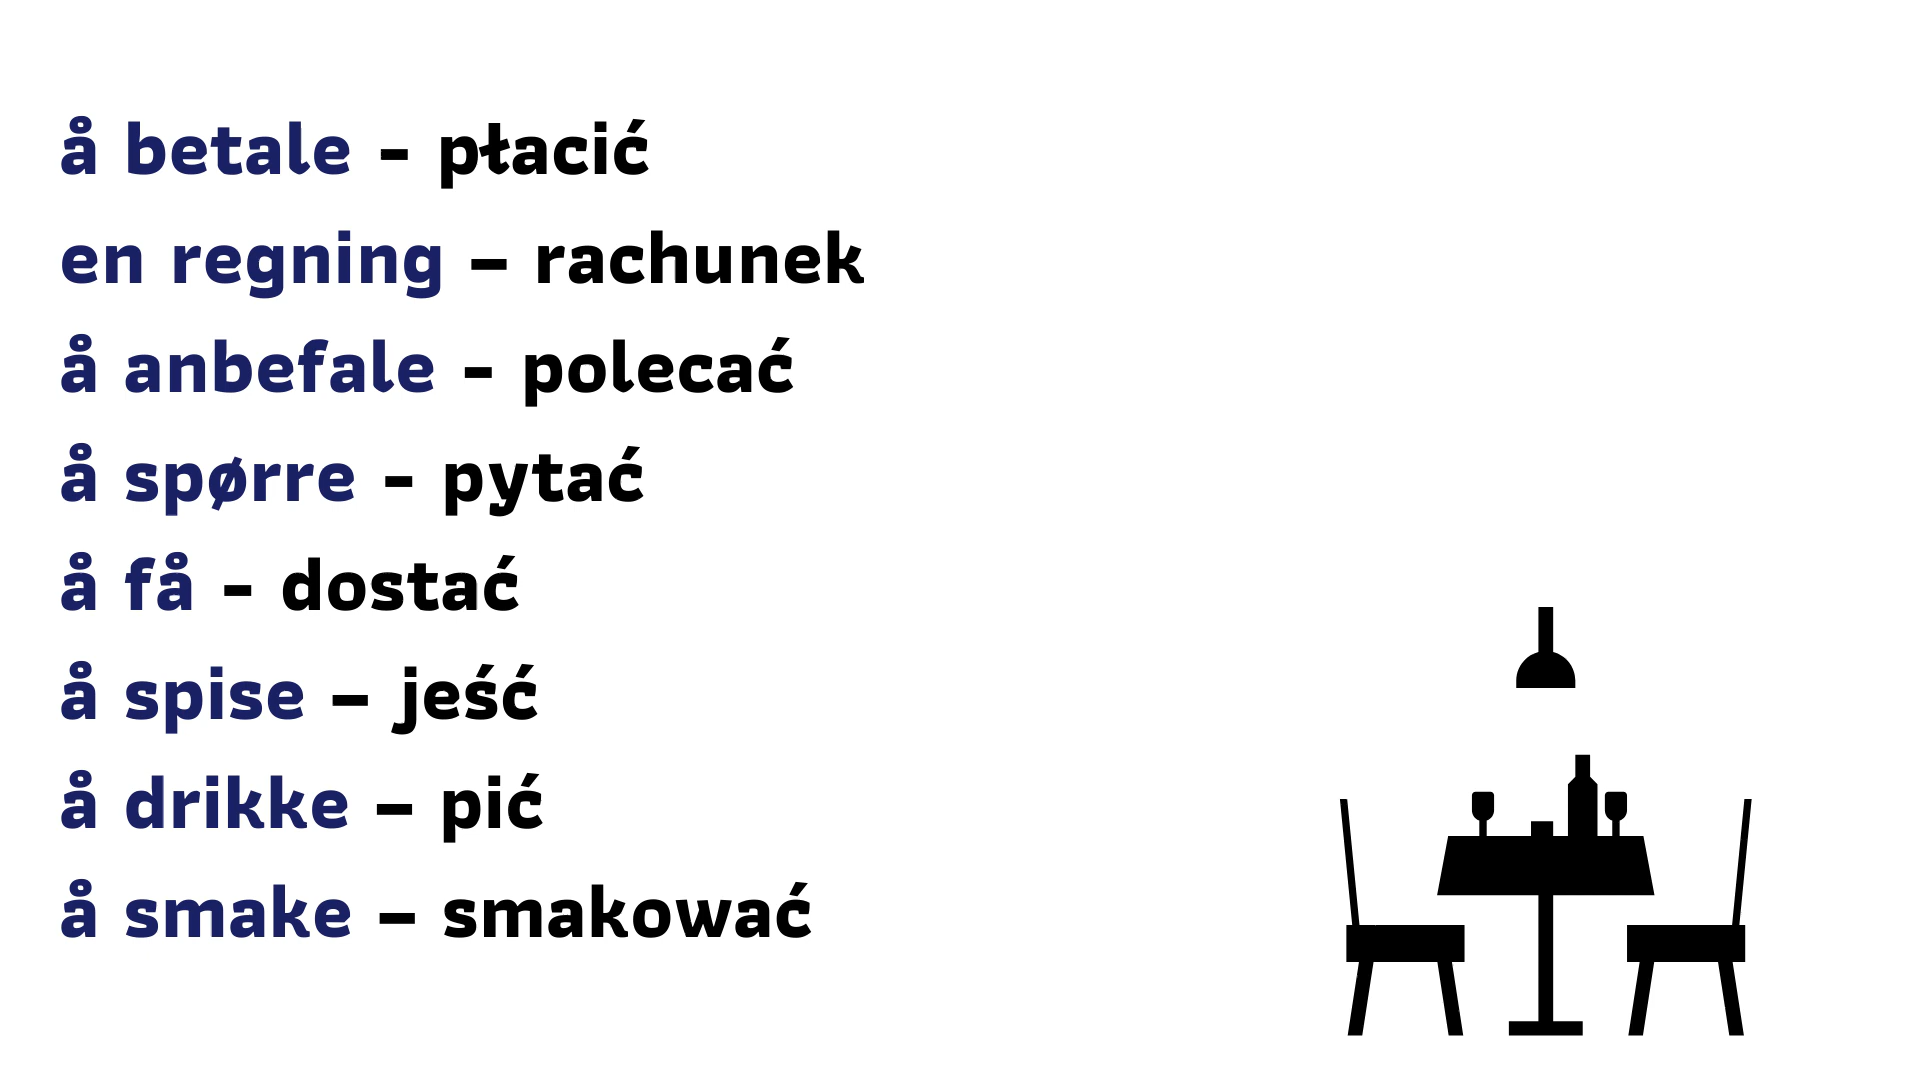 å betale - płacić
en regning – rachunek
å anbefale - polecać
å spørre - pytać
å få - dostać
å spise – jeść
å drikke – pić
å smake – smakować